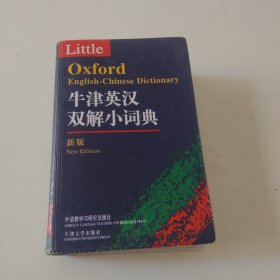 Little
Oxford
English-Chinese Dictionary
牛津英汉
双解小词典
新版
New Edition
外语教学与研究出版社
FOREIGN LANGUAGE TEACHING AND RESEARCH PRESS
牛津大学出版社
OXFORD UNIVERSITY PRESS